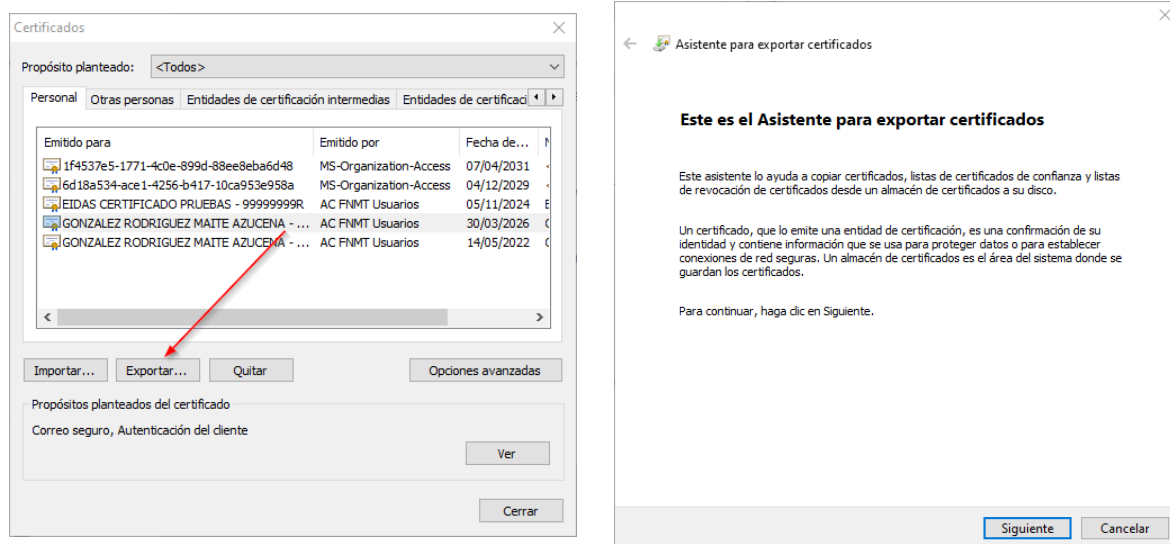 Certificados
Propósito planteado: <Todos>
Personal Otras personas Entidades de certificación intermedias Entidades de certificaci
Emitido para Emitido por Fecha de...
1f4537e5-1771-4c0e-899d-88ee8eba6d48 MS-Organization-Access 07/04/2031
6d18a534-ace1-4256-b417-10ca953e958a MS-Organization-Access 04/12/2029
EIDAS CERTIFICADO PRUEBAS - 99999999R AC FNMT Usuarios 05/11/2024
GONZALEZ RODRIGUEZ MAITE AZUCENA - ... AC FNMT Usuarios 30/03/2026
GONZALEZ RODRIGUEZ MAITE AZUCENA - ... AC FNMT Usuarios 14/05/2022
Importar... Exportar... Quitar Opciones avanzadas
Propósitos planteados del certificado
Correo seguro, Autenticación del cliente
Ver
Cerrar
Asistente para exportar certificados
Este es el Asistente para exportar certificados
Este asistente lo ayuda a copiar certificados, listas de certificados de confianza y listas
de revocación de certificados desde un almacén de certificados a su disco.
Un certificado, que lo emite una entidad de certificación, es una confirmación de su
identidad y contiene información que se usa para proteger datos o para establecer
conexiones de red seguras. Un almacén de certificados es el área del sistema donde se
guardan los certificados.
Para continuar, haga clic en Siguiente.
Siguiente Cancelar